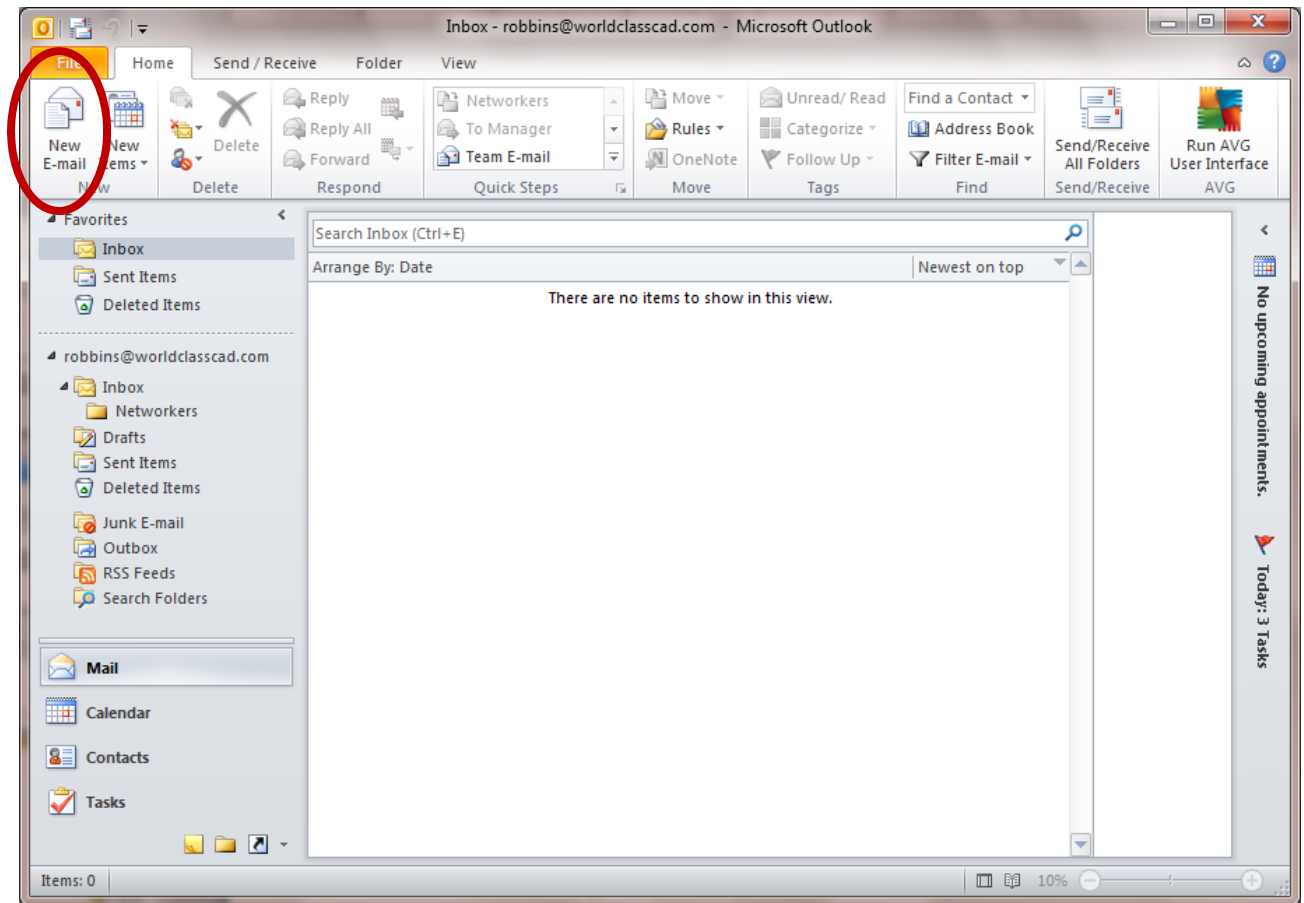 Inbox - robbins@worldclasscad.com - Microsoft Outlook
File Home Send / Receive Folder View
New E-mail
New Items
New
Delete
Delete
Reply
Reply All
Forward
Respond
Networkers
To Manager
Team E-mail
Quick Steps
Move
Rules
OneNote
Move
Unread/ Read
Categorize
Follow Up
Tags
Find a Contact
Address Book
Filter E-mail
Find
Send/Receive
All Folders
Send/Receive
Run AVG
User Interface
AVG
Favorites
Inbox
Sent Items
Deleted Items
robbins@worldclasscad.com
Inbox
Networkers
Drafts
Sent Items
Deleted Items
Junk E-mail
Outbox
RSS Feeds
Search Folders
Mail
Calendar
Contacts
Tasks
Search Inbox (Ctrl+E)
Arrange By: Date Newest on top
There are no items to show in this view.
No upcoming appointments.
Today: 3 Tasks
Items: 0
10%